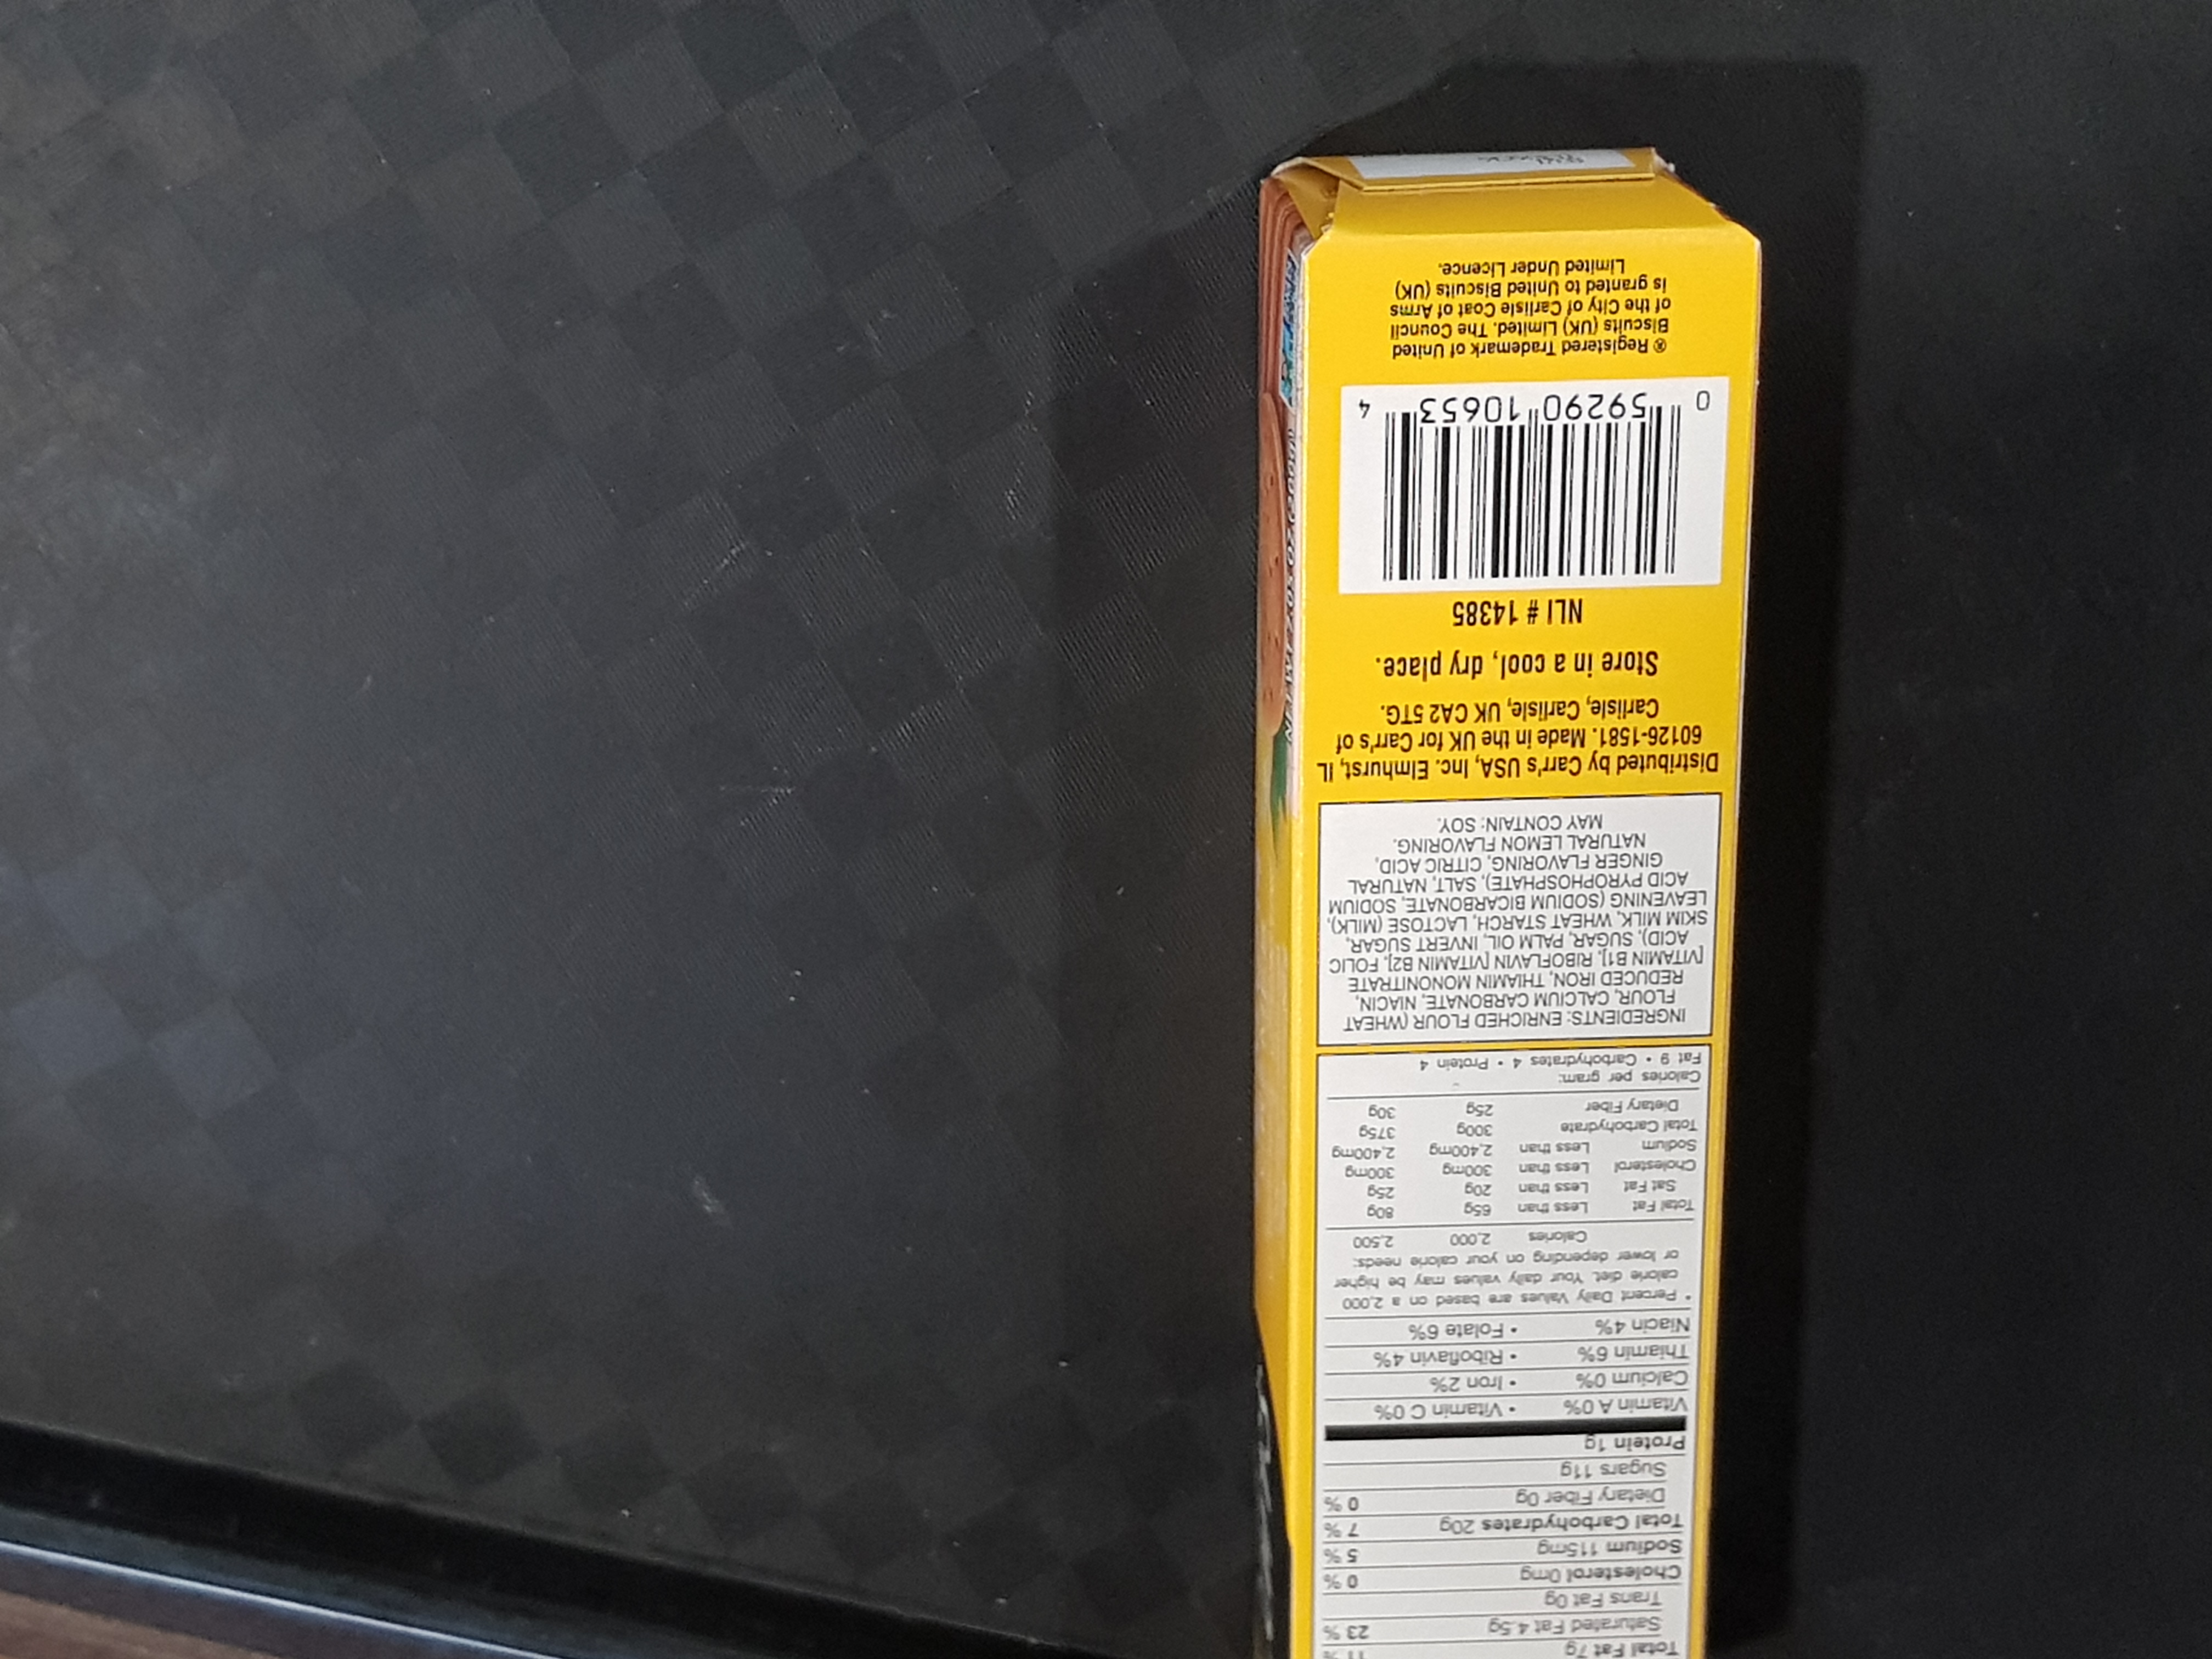 Total Fat 7g 11 %
Saturated Fat 4.5g 23 %
Trans Fat 0g
Cholesterol 0mg 0 %
Sodium 115mg 5 %
Total Carbohydrates 20g 7 %
Dietary Fiber 0g 0 %
Sugars 11g
Protein 1g
Vitamin A 0% • Vitamin C 0%
Calcium 0% • Iron 2%
Thiamin 6% • Riboflavin 4%
Niacin 4% • Folate 6%
* Percent Daily Values are based on a 2,000
calorie diet. Your daily values may be higher
or lower depending on your calorie needs:
Calories 2,000 2,500
Total Fat Less than 65g 80g
Sat Fat Less than 20g 25g
Cholesterol Less than 300mg 300mg
Sodium Less than 2,400mg 2,400mg
Total Carbohydrate 300g 375g
Dietary Fiber 25g 30g
Calories per gram:
Fat 9 • Carbohydrates 4 • Protein 4
INGREDIENTS: ENRICHED FLOUR (WHEAT
FLOUR, CALCIUM CARBONATE, NIACIN,
REDUCED IRON, THIAMIN MONONITRATE
[VITAMIN B1], RIBOFLAVIN [VITAMIN B2], FOLIC
ACID), SUGAR, PALM OIL, INVERT SUGAR,
SKIM MILK, WHEAT STARCH, LACTOSE (MILK),
LEAVENING (SODIUM BICARBONATE, SODIUM
ACID PYROPHOSPHATE), SALT, NATURAL
GINGER FLAVORING, CITRIC ACID,
NATURAL LEMON FLAVORING.
MAY CONTAIN: SOY.
Distributed by Carr's USA, Inc. Elmhurst, IL
60126-1581. Made in the UK for Carr's of
Carlisle, Carlisle, UK CA2 5TG.
Store in a cool, dry place.
NLI # 14385
0 59290 10653 4
® Registered Trademark of United
Biscuits (UK) Limited. The Council
of the City of Carlisle Coat of Arms
is granted to United Biscuits (UK)
Limited Under Licence.
NET WT 7.05 OZ (200g)